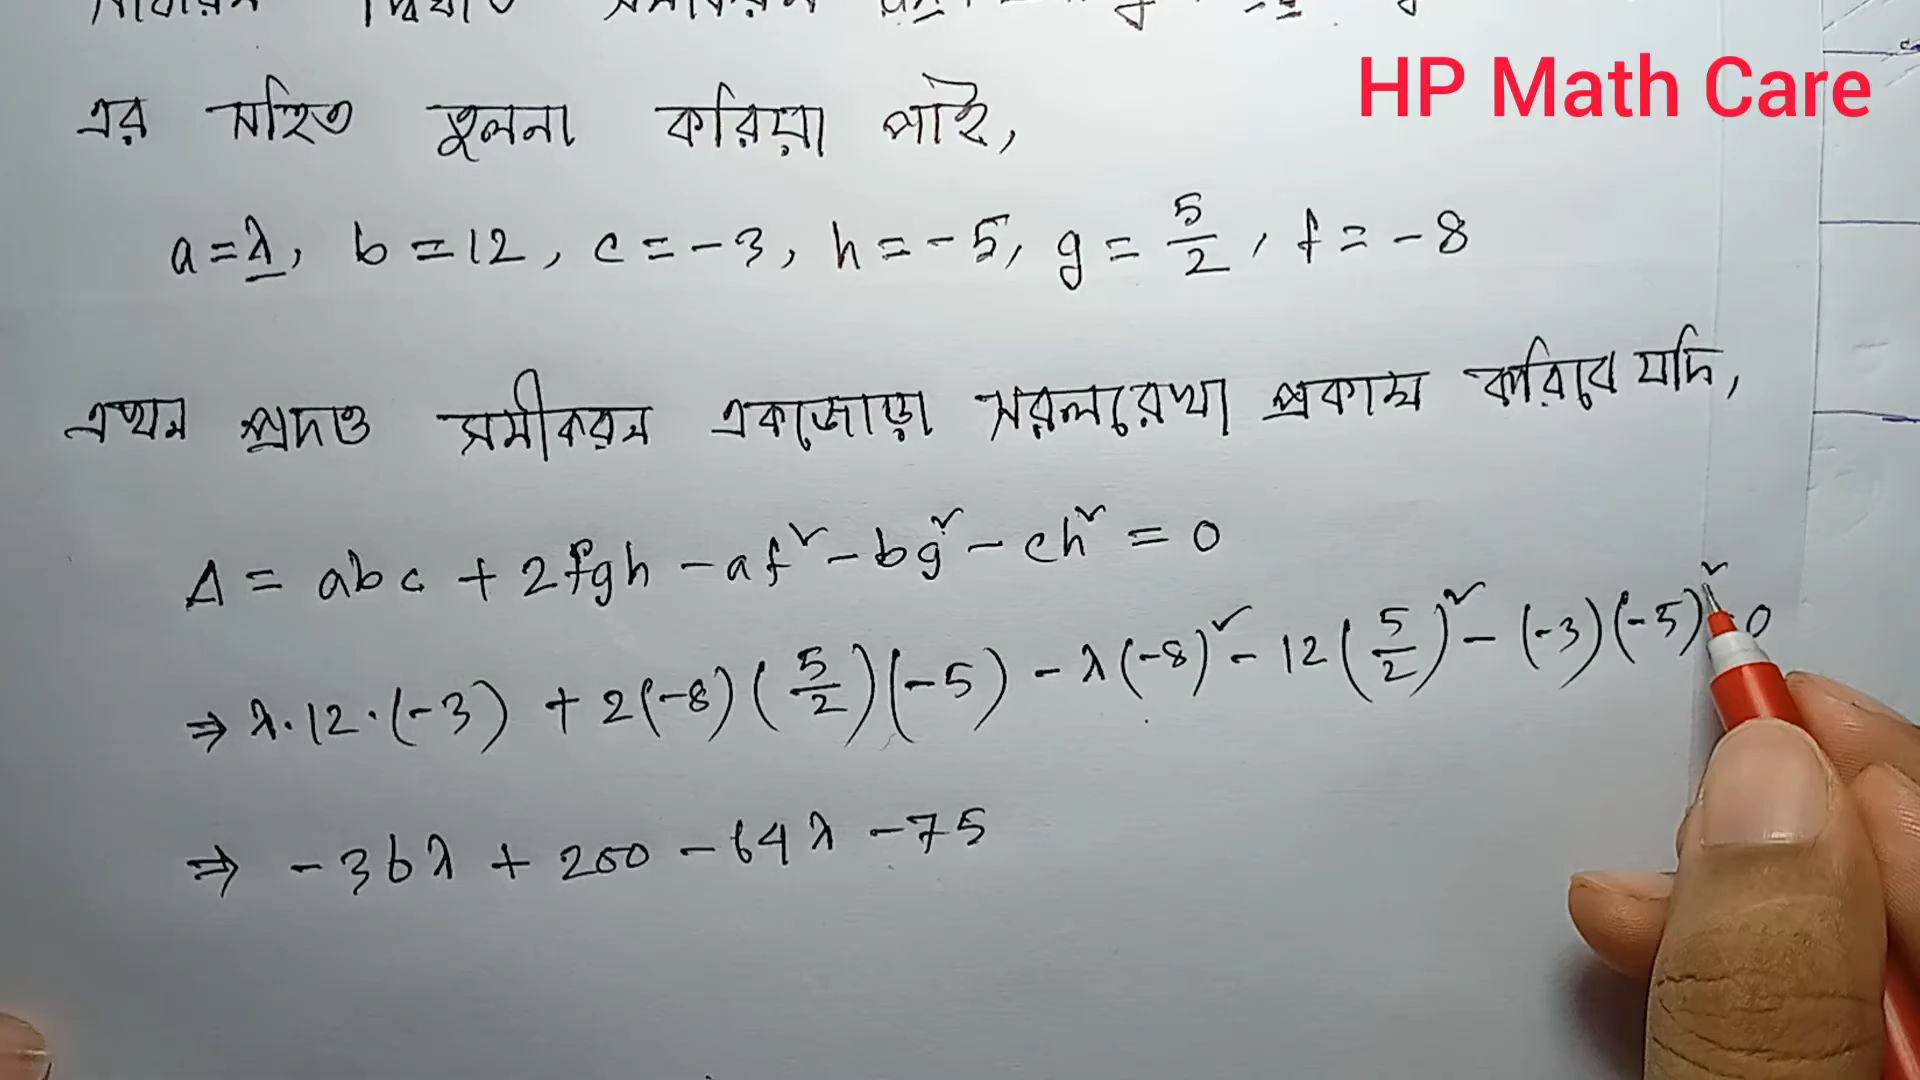 HP Math Care
এর সহিত তুলনা করিয়া পাই,
a = λ, b = 12, c = -3, h = -5, g = 5/2, f = -8
এখন প্রদত্ত সমীকরন একজোড়া সরলরেখা প্রকাশ করিবে যদি,
Δ = abc + 2fgh - af² - bg² - ch² = 0
⇒ λ·12·(-3) + 2(-8)(5/2)(-5) - λ(-8)² - 12(5/2)² - (-3)(-5)² 0
⇒ -36λ + 200 - 64λ - 75